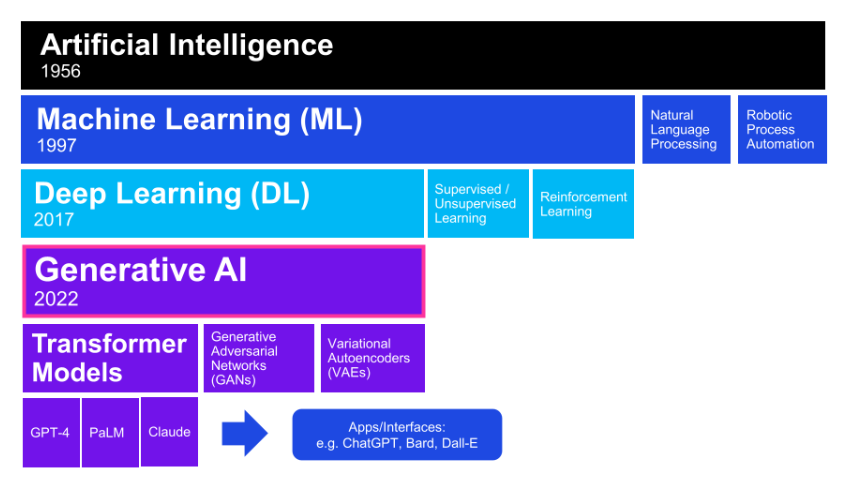 Artificial Intelligence
1956
Machine Learning (ML)
1997
Natural
Language
Processing
Robotic
Process
Automation
Deep Learning (DL)
2017
Supervised /
Unsupervised
Learning
Reinforcement
Learning
Generative AI
2022
Transformer
Models
Generative
Adversarial
Networks
(GANs)
Variational
Autoencoders
(VAEs)
GPT-4
PaLM
Claude
Apps/Interfaces:
e.g. ChatGPT, Bard, Dall-E